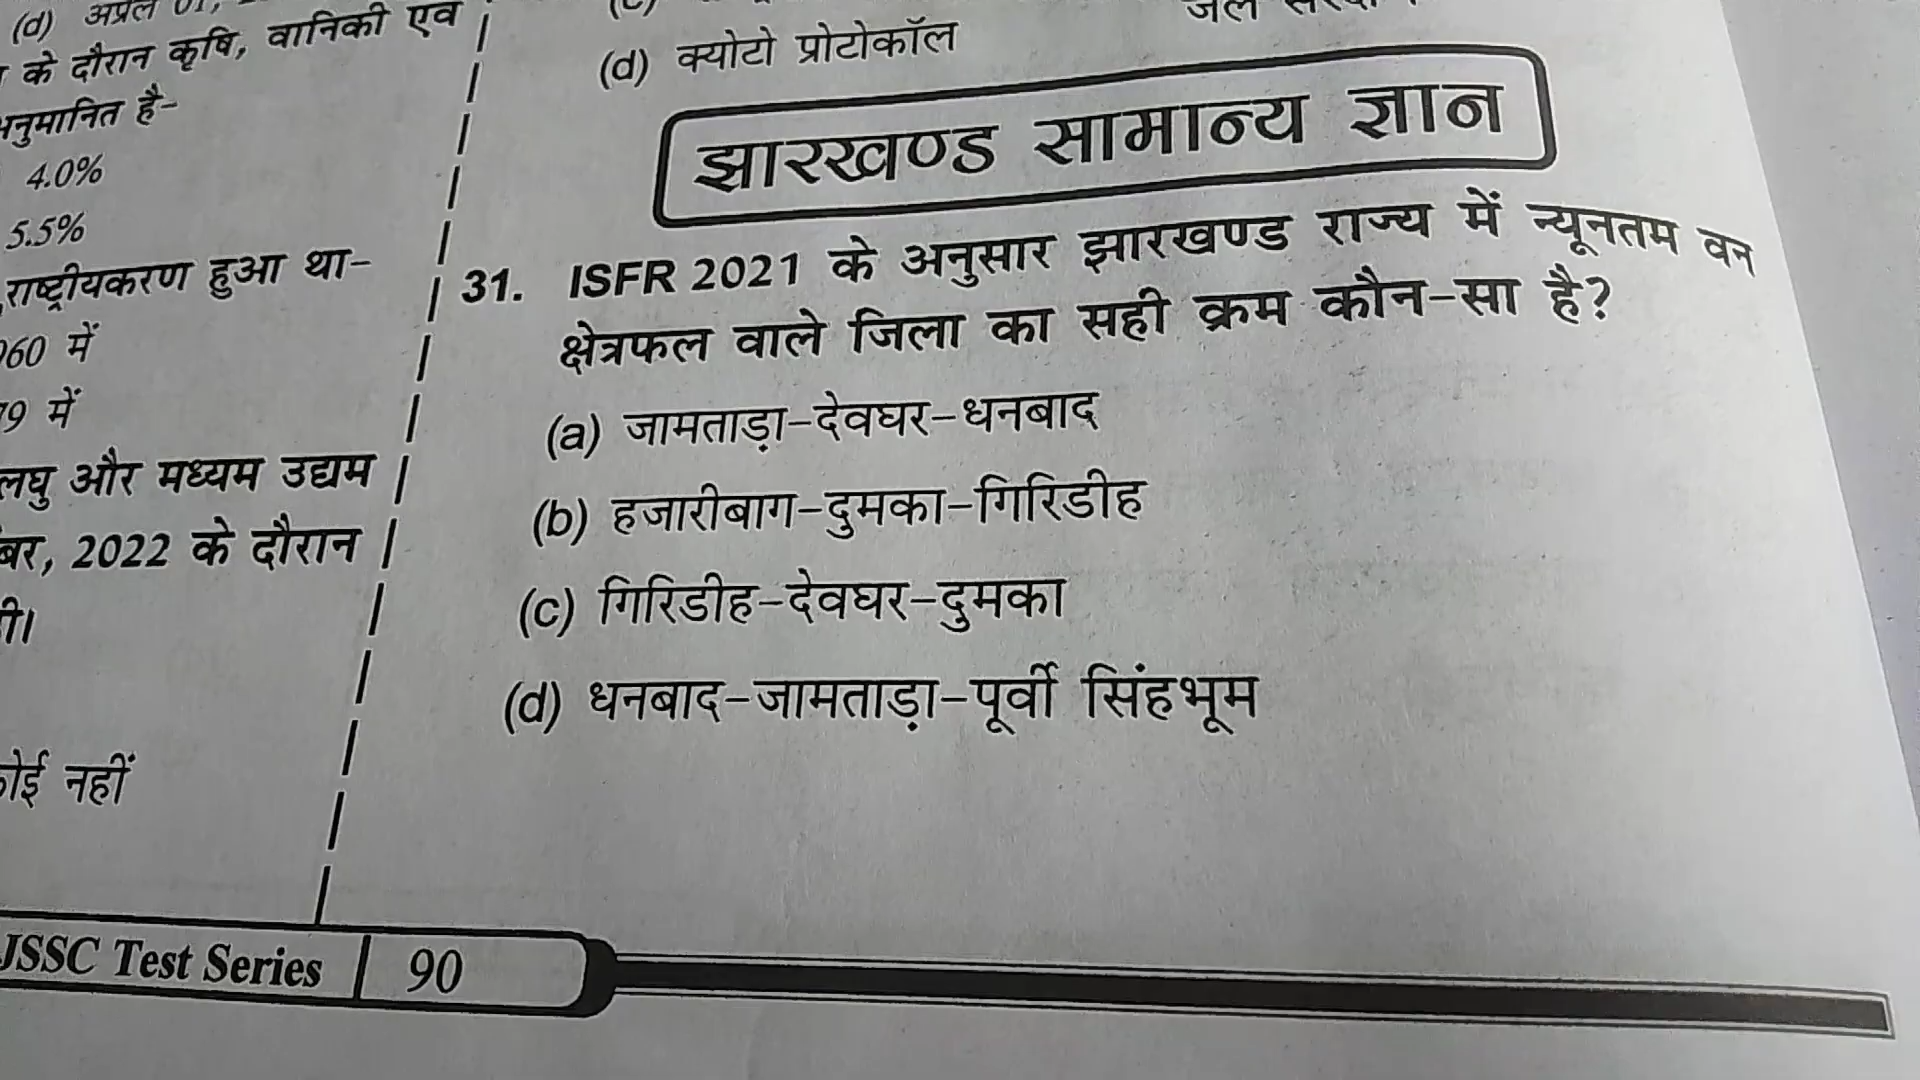 (d) अप्रैल 01,
के दौरान कृषि, वानिकी एवं
अनुमानित है-
4.0%
5.5%
राष्ट्रीयकरण हुआ था-
960 में
79 में
लघु और मध्यम उद्यम
2022 के दौरान
कोई नहीं
JSSC Test Series | 90
(d) क्योटो प्रोटोकॉल
झारखण्ड सामान्य ज्ञान
31. ISFR 2021 के अनुसार झारखण्ड राज्य में न्यूनतम वन
क्षेत्रफल वाले जिला का सही क्रम कौन-सा है?
(a) जामताड़ा-देवघर-धनबाद
(b) हजारीबाग-दुमका-गिरिडीह
(c) गिरिडीह-देवघर-दुमका
(d) धनबाद-जामताड़ा-पूर्वी सिंहभूम